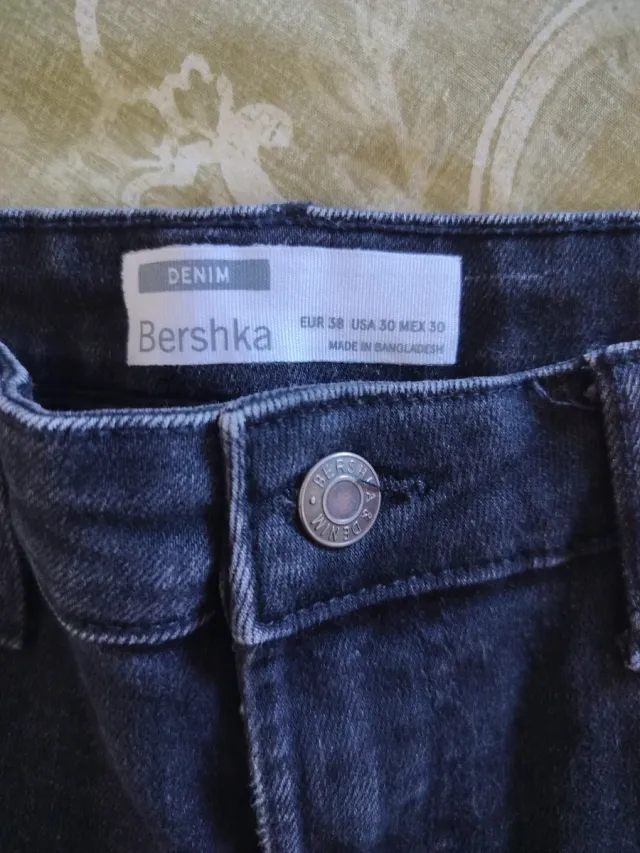 DENIM
Bershka
EUR 38 USA 30 MEX 30
MADE IN BANGLADESH
BERSHKA & DENIM